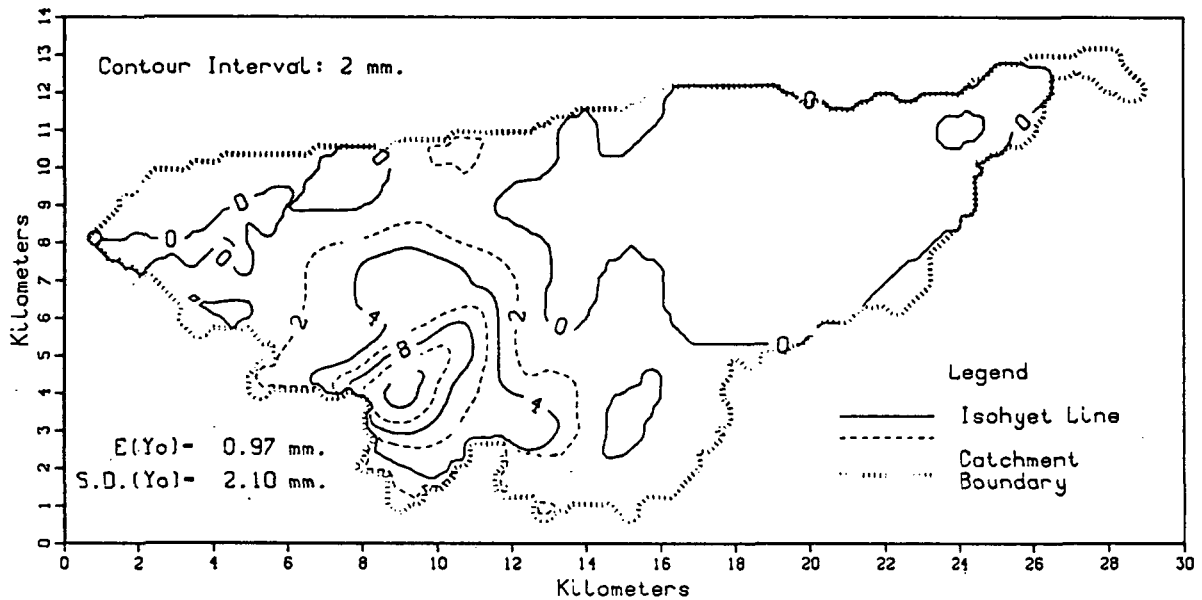 14
13
12
11
10
9
8
7
6
5
4
3
2
1
0
Kilometers
Contour Interval: 2 mm.
0
0
0
0
0
0
2
4
8
2
4
0
0
E(Yo)- 0.97 mm.
S.D.(Yo)- 2.10 mm.
Legend
Isohyet Line
Catchment
Boundary
0 2 4 6 8 10 12 14 16 18 20 22 24 26 28 30
Kilometers